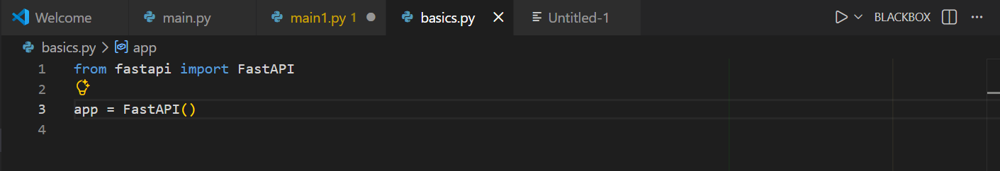 Welcome main.py main1.py 1 basics.py Untitled-1 BLACKBOX
basics.py > app
1 from fastapi import FastAPI
2
3 app = FastAPI()
4